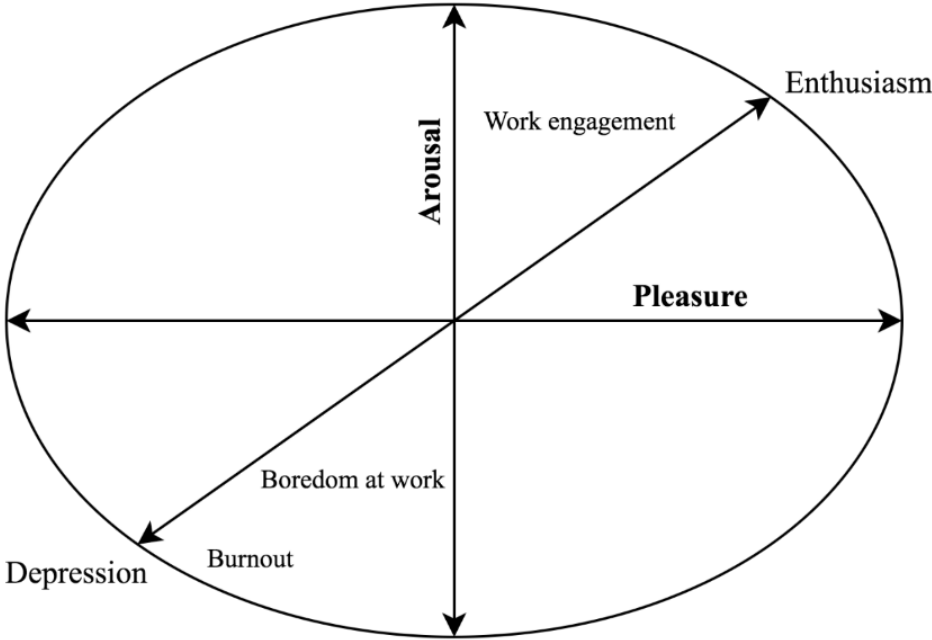 Enthusiasm
Work engagement
Arousal
Pleasure
Boredom at work
Burnout
Depression